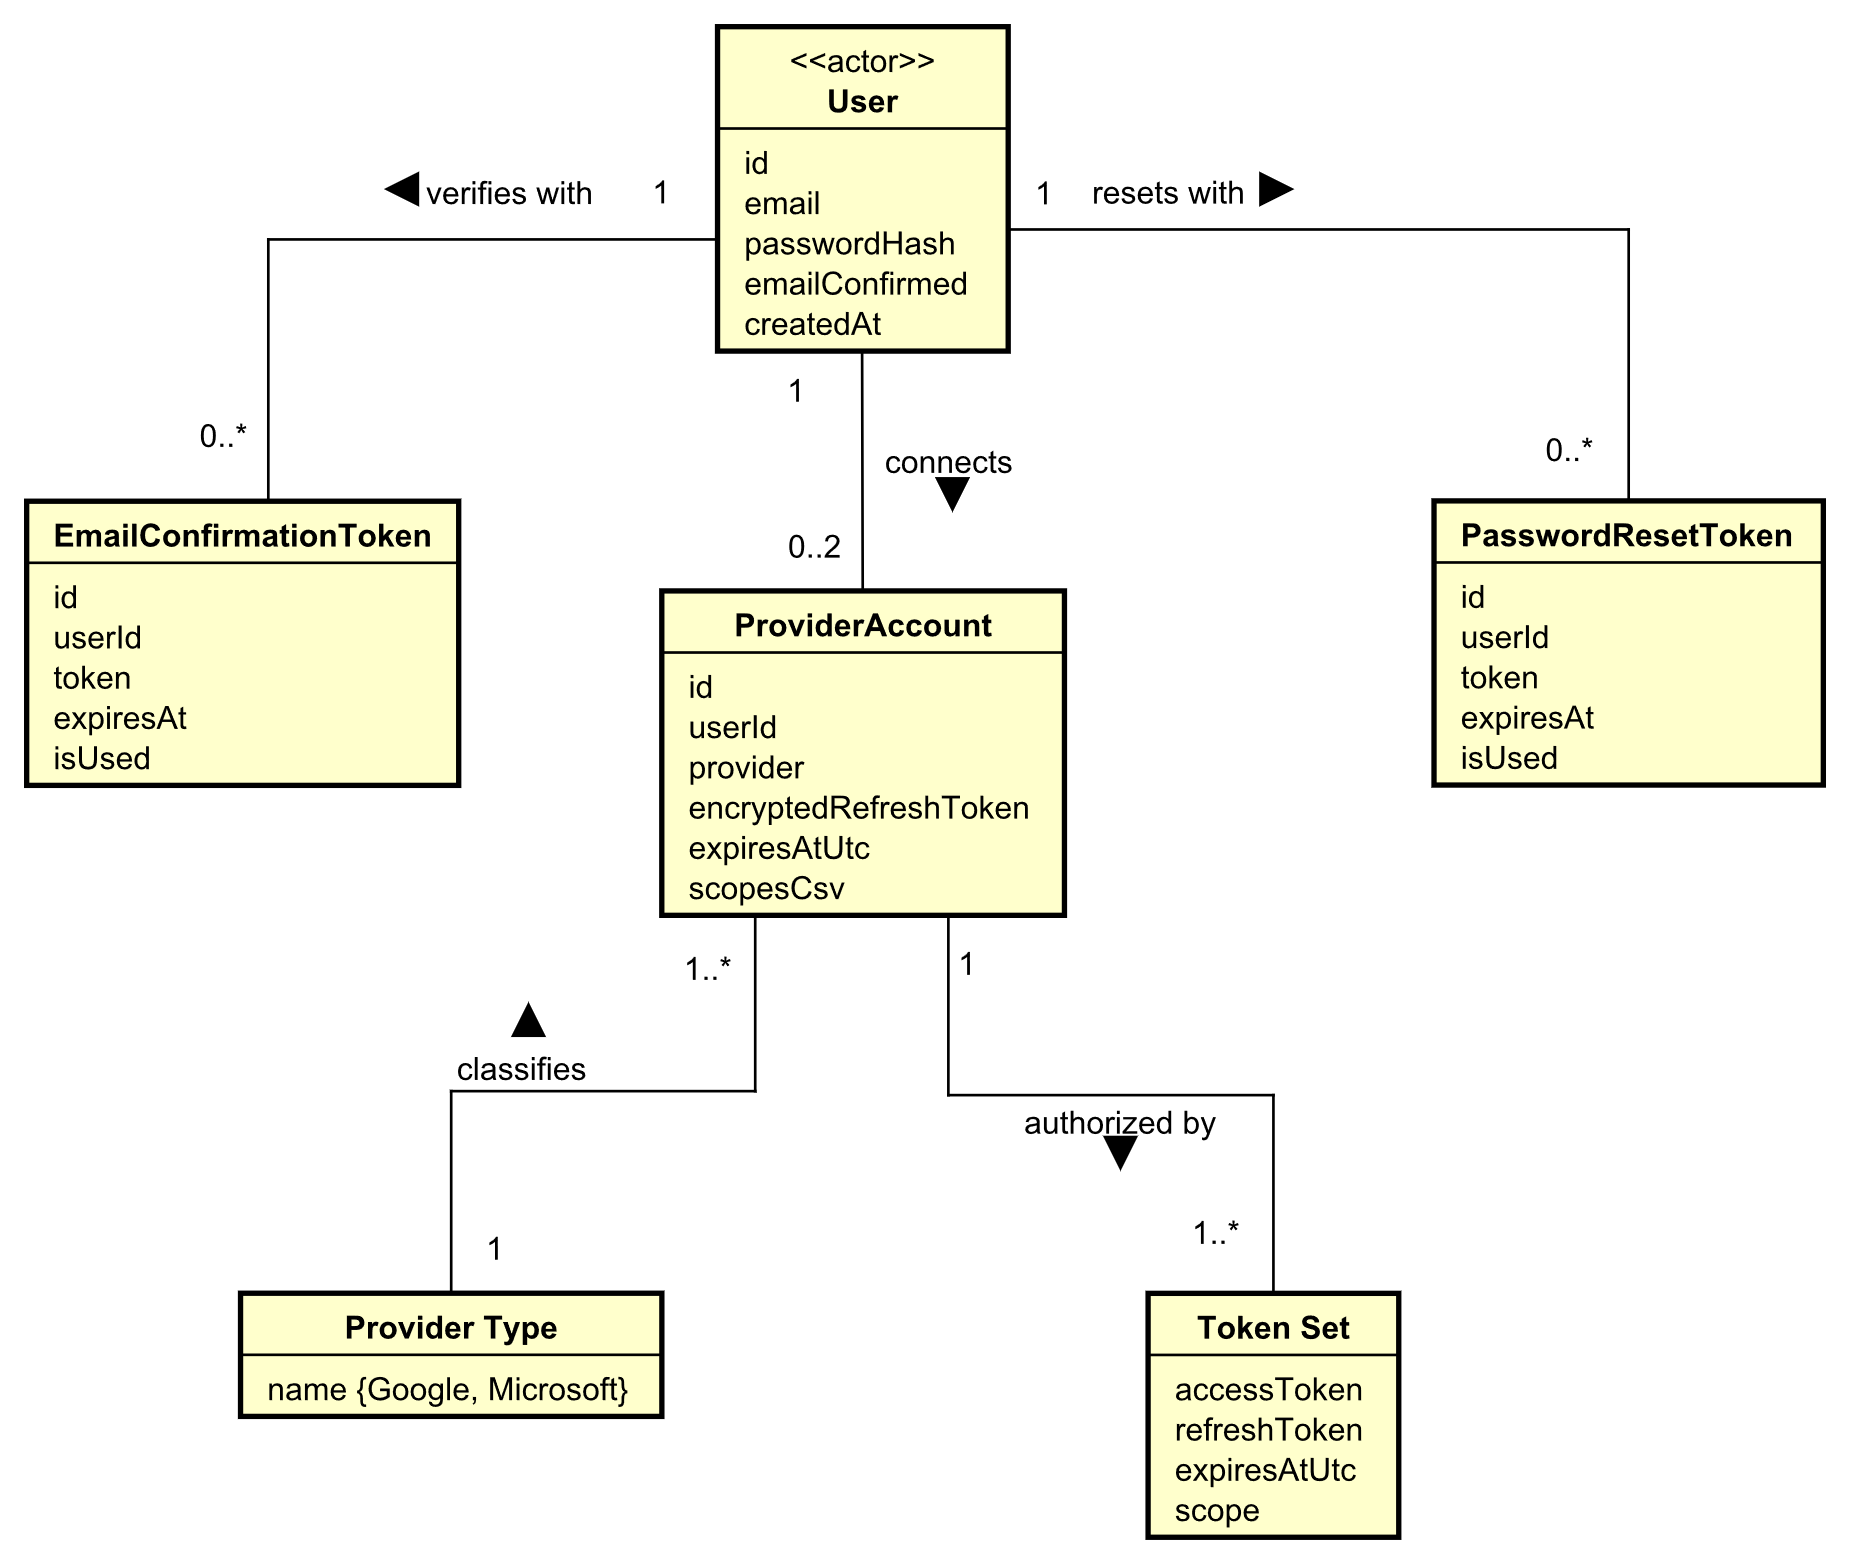 <<actor>>
User
id
email
passwordHash
emailConfirmed
createdAt
verifies with
1
1
resets with
0..*
1
connects
0..2
0..*
EmailConfirmationToken
id
userId
token
expiresAt
isUsed
ProviderAccount
id
userId
provider
encryptedRefreshToken
expiresAtUtc
scopesCsv
PasswordResetToken
id
userId
token
expiresAt
isUsed
1..*
classifies
1
1
authorized by
1..*
Provider Type
name {Google, Microsoft}
Token Set
accessToken
refreshToken
expiresAtUtc
scope